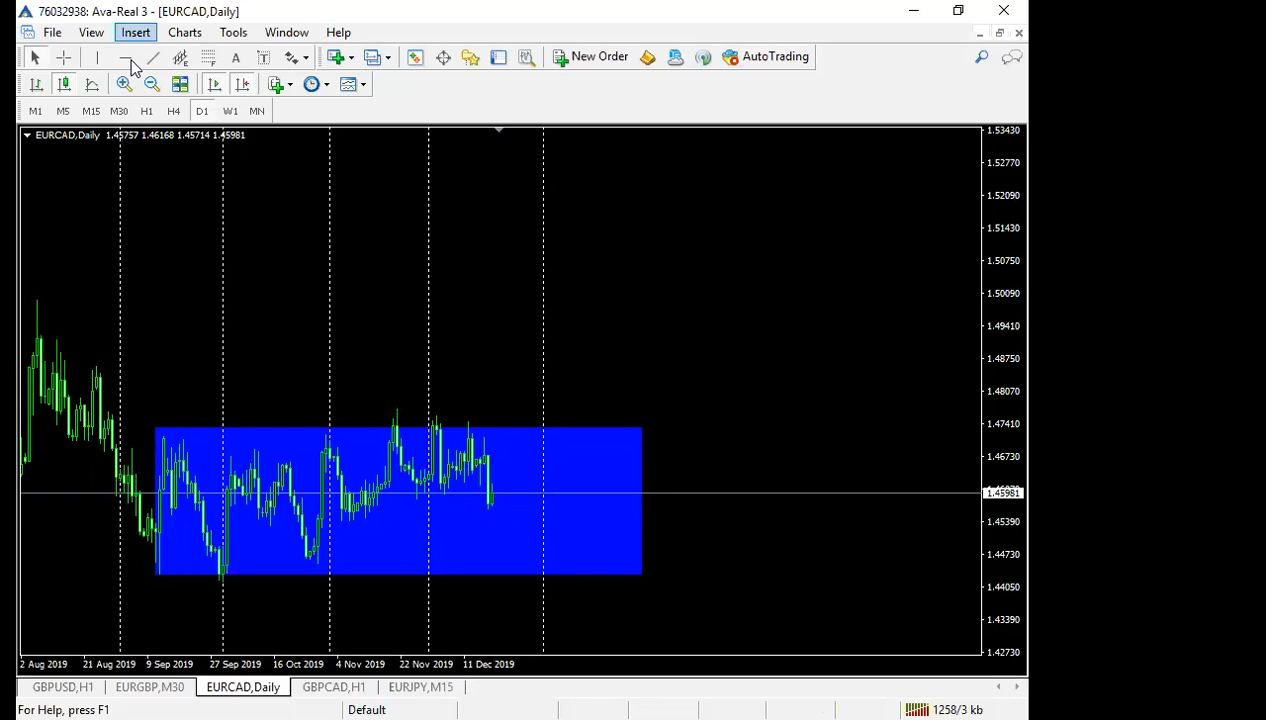 76032938: Ava-Real 3 - [EURCAD,Daily]
File View Insert Charts Tools Window Help
New Order AutoTrading
M1 M5 M15 M30 H1 H4 D1 W1 MN
EURCAD,Daily 1.45757 1.46168 1.45714 1.45981
1.53430
1.52770
1.52095
1.51430
1.50750
1.50090
1.49410
1.48750
1.48070
1.47410
1.46730
1.45981
1.45390
1.44730
1.44050
1.43390
1.42730
2 Aug 2019 21 Aug 2019 9 Sep 2019 27 Sep 2019 16 Oct 2019 4 Nov 2019 22 Nov 2019 11 Dec 2019
GBPUSD,H1 EURGBP,M30 EURCAD,Daily GBPCAD,H1 EURJPY,M15
For Help, press F1 Default 1258/3 kb